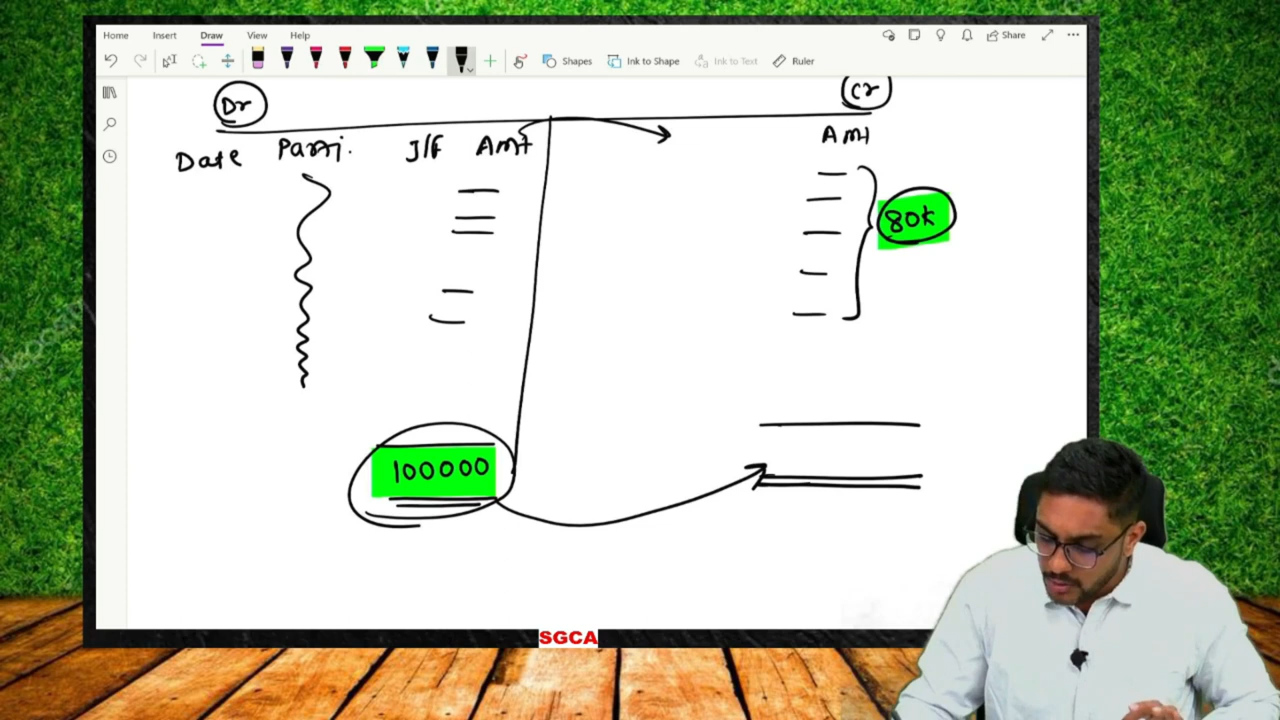 Home Insert Draw View Help Share
Shapes Ink to Shape Ink to Text Ruler
Dr Cr
Date J/F Amt Amt
80k
100000
SGCA